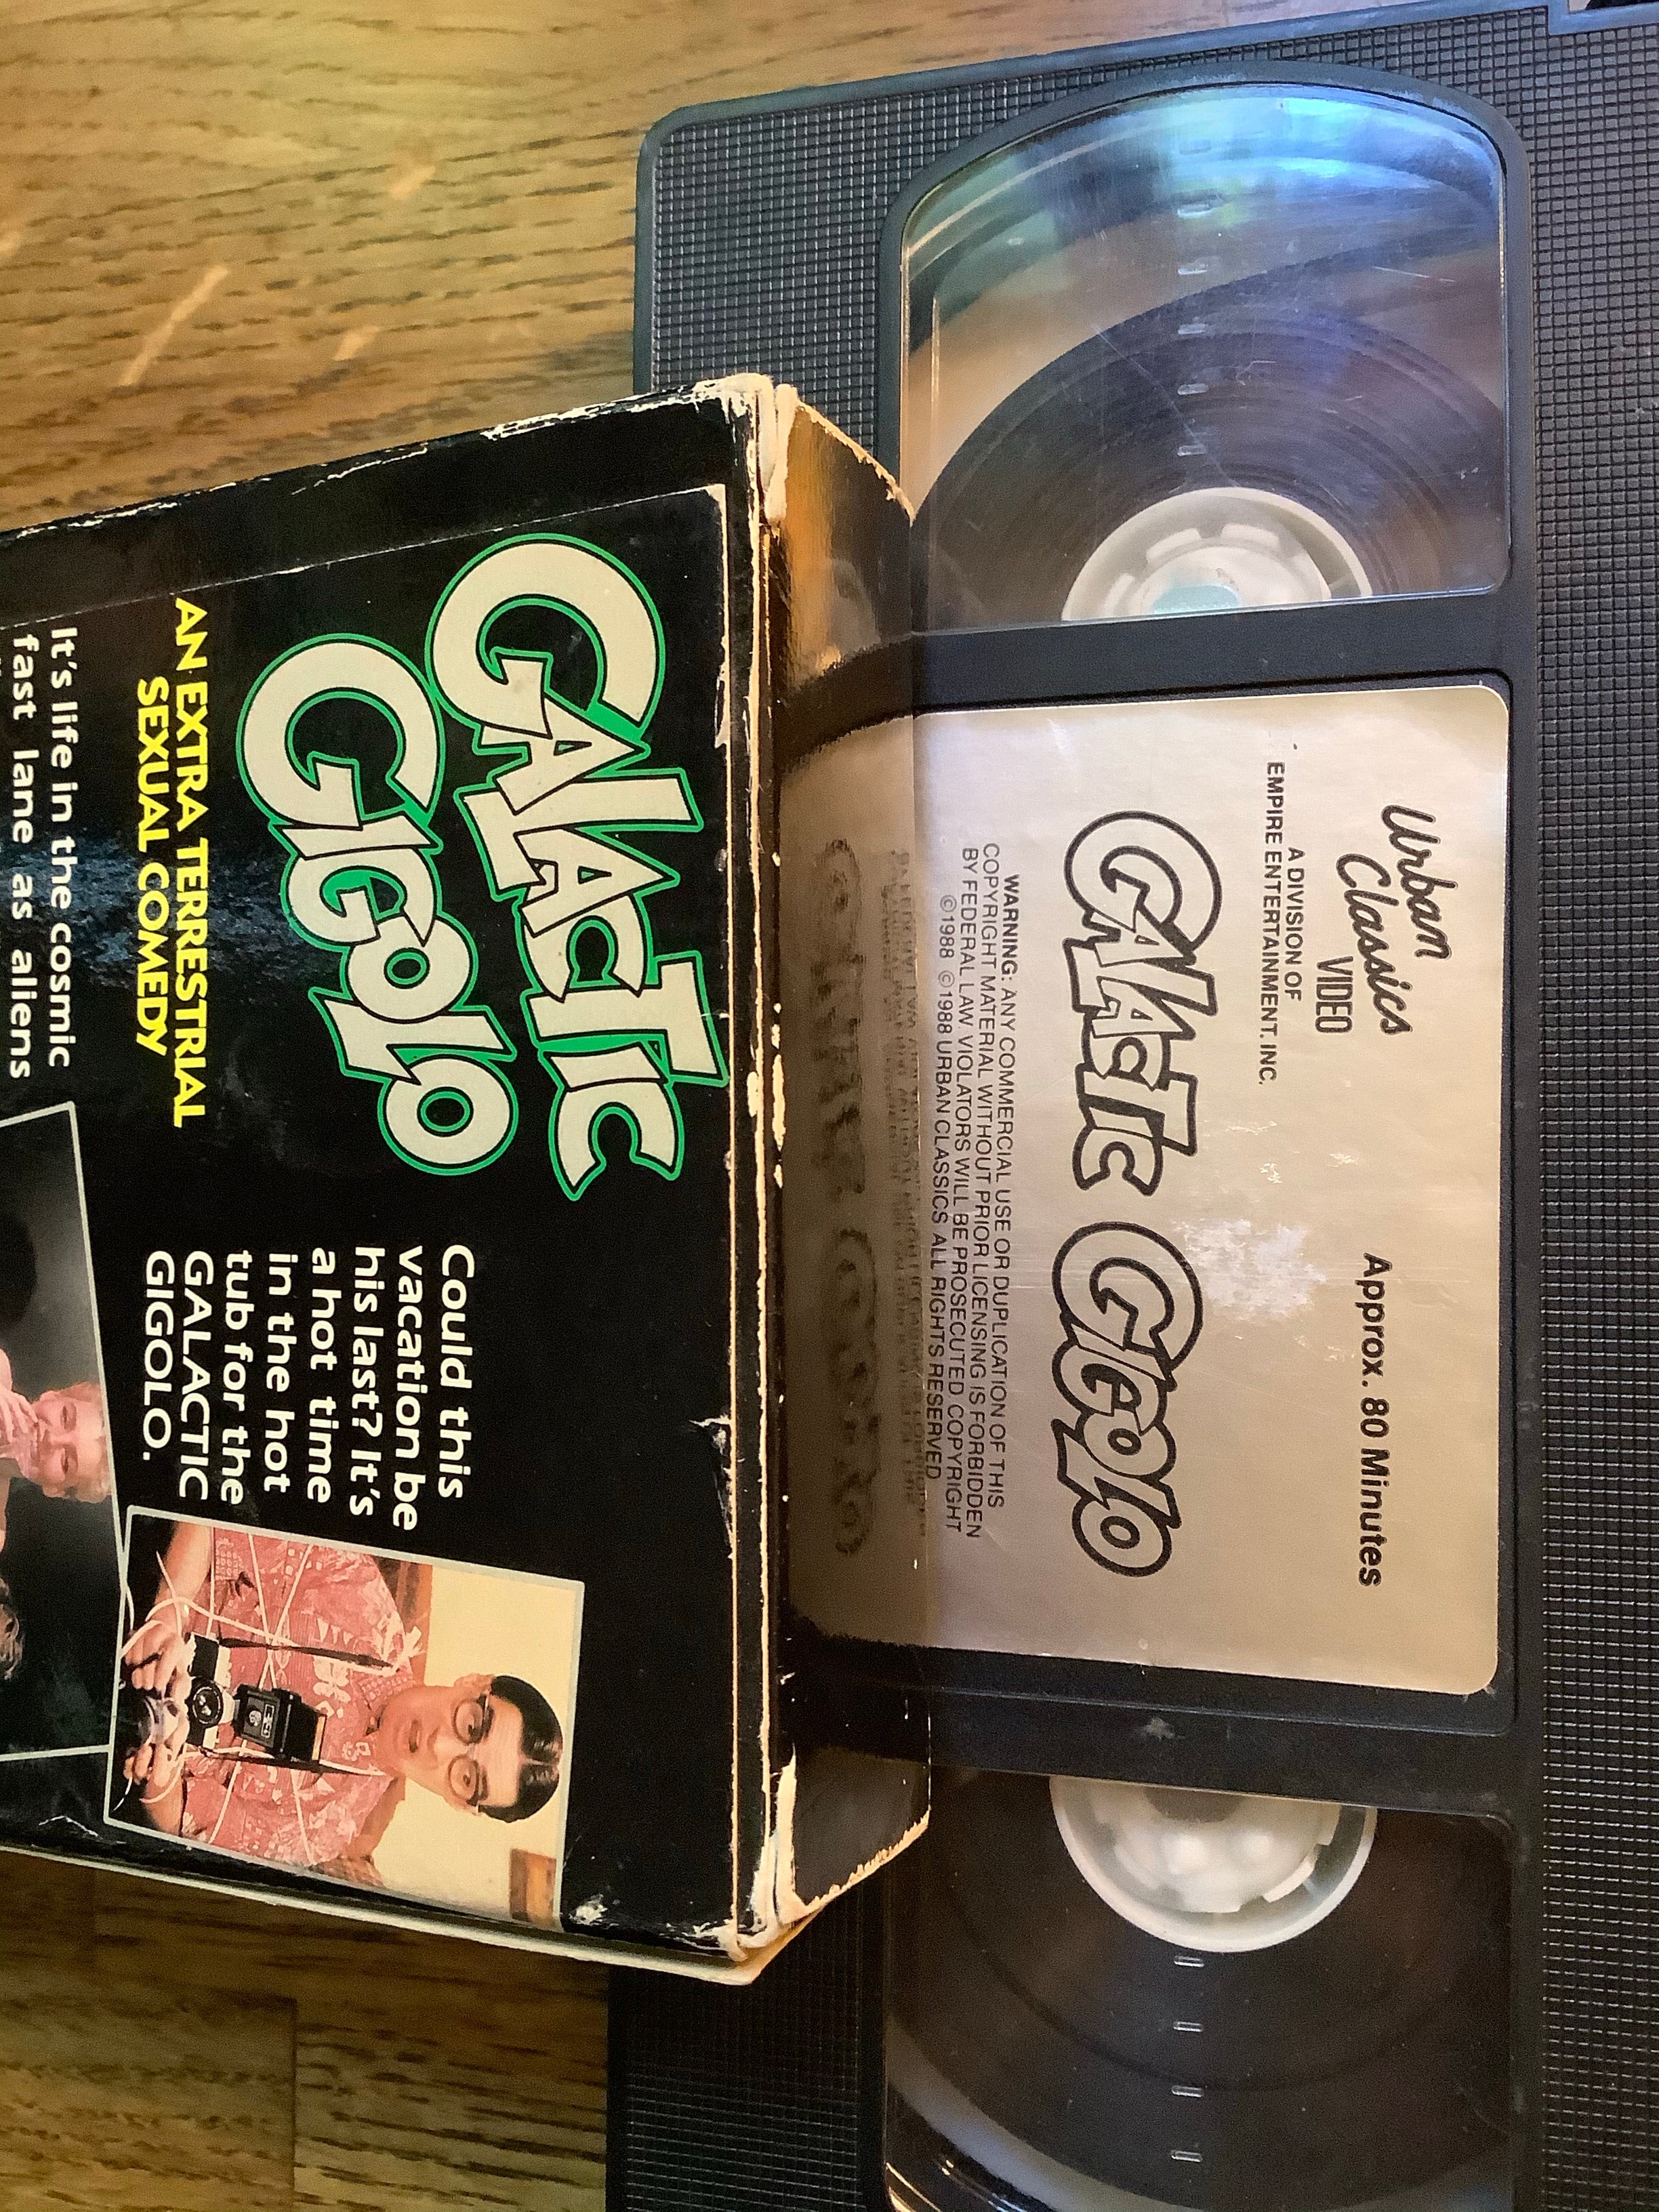 Urban
Classics
VIDEO
A DIVISION OF
EMPIRE ENTERTAINMENT, INC.
Approx. 80 Minutes
GALACTIC GIGOLO
WARNING: ANY COMMERCIAL USE OR DUPLICATION OF THIS
COPYRIGHT MATERIAL WITHOUT PRIOR LICENSING IS FORBIDDEN
BY FEDERAL LAW. VIOLATORS WILL BE PROSECUTED. COPYRIGHT
©1988 ©1988 URBAN CLASSICS ALL RIGHTS RESERVED
GALACTIC
GIGOLO
AN EXTRA TERRESTRIAL
SEXUAL COMEDY
It's life in the cosmic
fast lane as aliens
Could this
vacation be
his last? It's
a hot time
in the hot
tub for the
GALACTIC
GIGOLO.